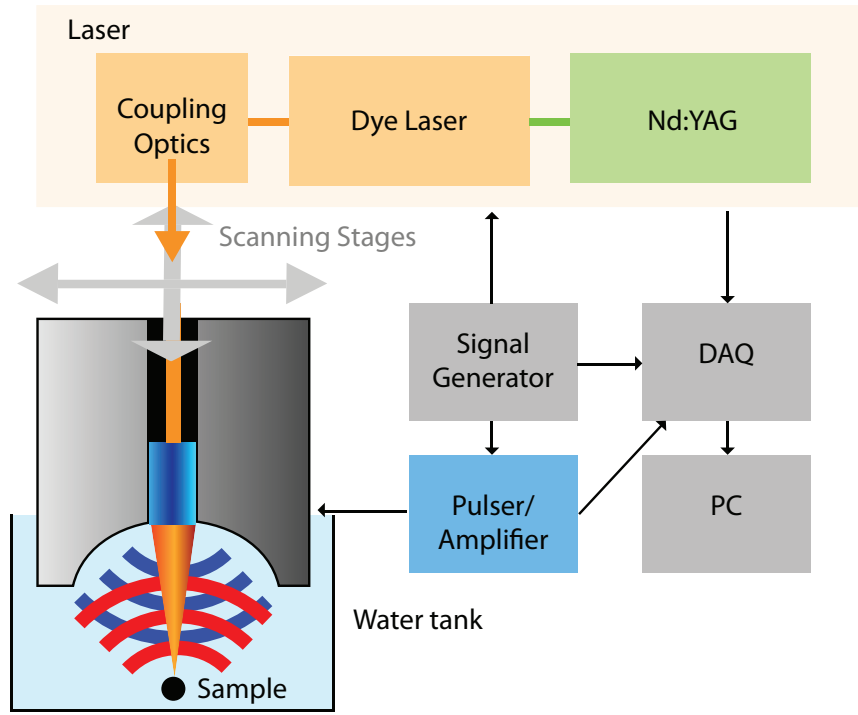 Laser
Coupling
Optics
Dye Laser
Nd:YAG
Scanning Stages
Signal
Generator
DAQ
Pulser/
Amplifier
PC
Water tank
Sample